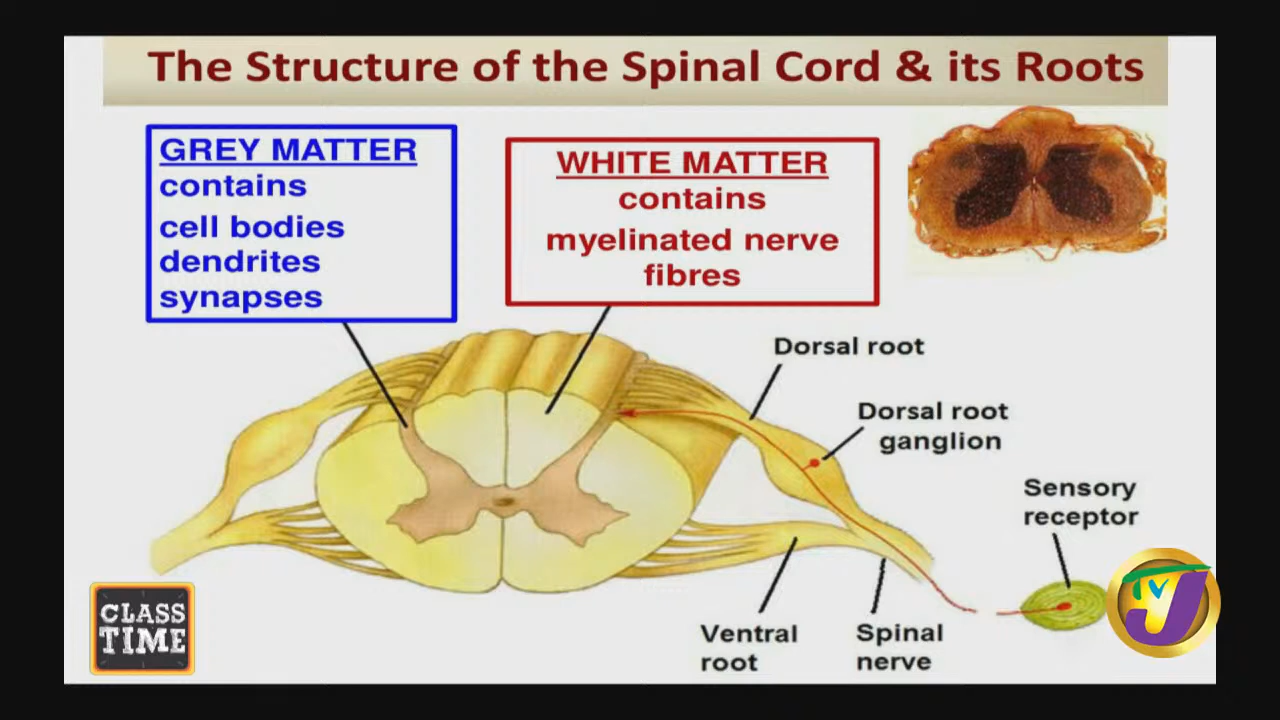 The Structure of the Spinal Cord & its Roots
GREY MATTER
contains
cell bodies
dendrites
synapses
WHITE MATTER
contains
myelinated nerve
fibres
Dorsal root
Dorsal root
ganglion
Sensory
receptor
Ventral
root
Spinal
nerve
CLASS
TIME
TVJ